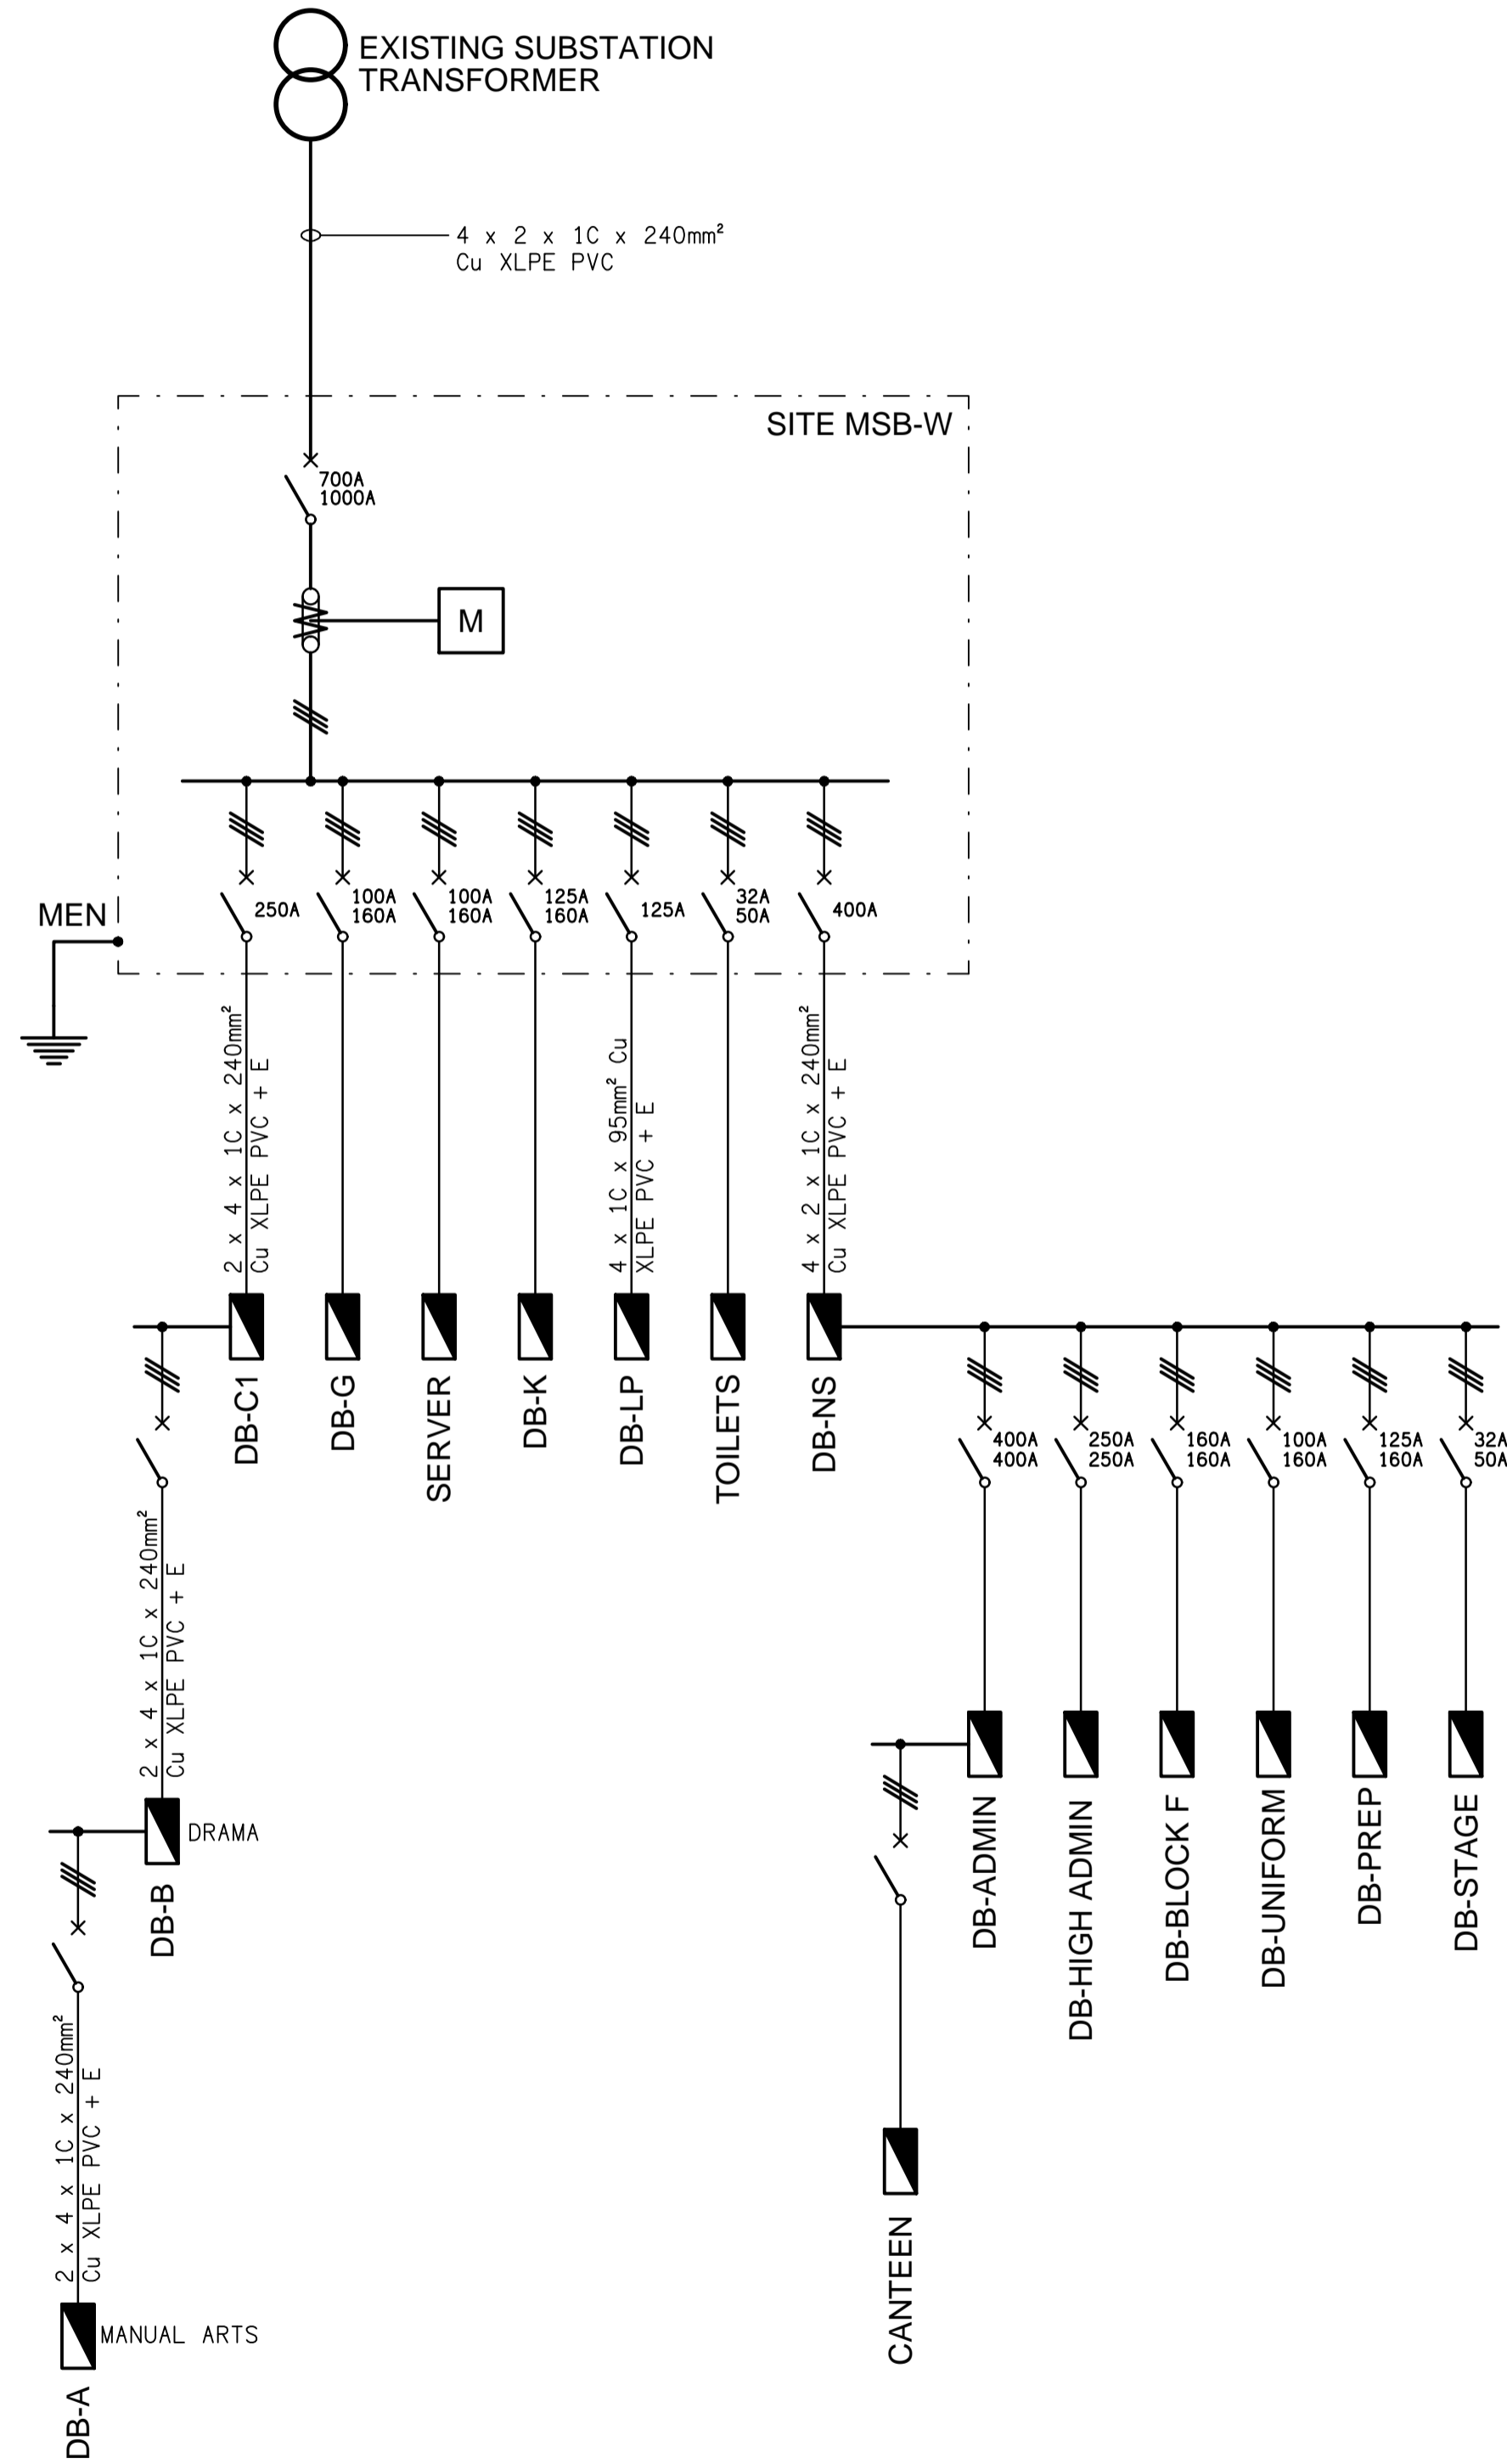 EXISTING SUBSTATION
TRANSFORMER
4 x 2 x 1C x 240mm²
Cu XLPE PVC
SITE MSB-W
700A
1000A
M
MEN
250A
100A
160A
100A
160A
125A
160A
125A
32A
50A
400A
2 x 4 x 1C x 240mm²
Cu XLPE PVC + E
4 x 1C x 95mm² Cu
XLPE PVC + E
4 x 2 x 1C x 240mm²
Cu XLPE PVC + E
DB-C1
DB-G
SERVER
DB-K
DB-LP
TOILETS
DB-NS
400A
400A
250A
250A
160A
160A
100A
160A
125A
160A
32A
50A
2 x 4 x 1C x 240mm²
Cu XLPE PVC + E
DRAMA
DB-B
DB-ADMIN
DB-HIGH ADMIN
DB-BLOCK F
DB-UNIFORM
DB-PREP
DB-STAGE
2 x 4 x 1C x 240mm²
Cu XLPE PVC + E
CANTEEN
MANUAL ARTS
DB-A